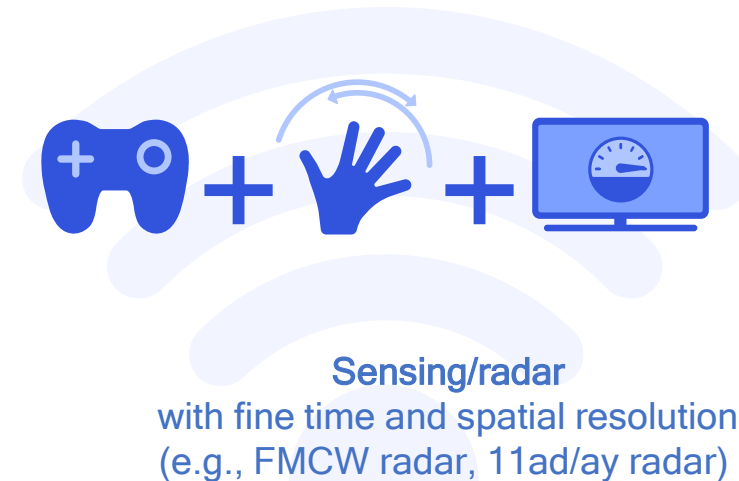 Sensing/radar
with fine time and spatial resolution
(e.g., FMCW radar, 11ad/ay radar)